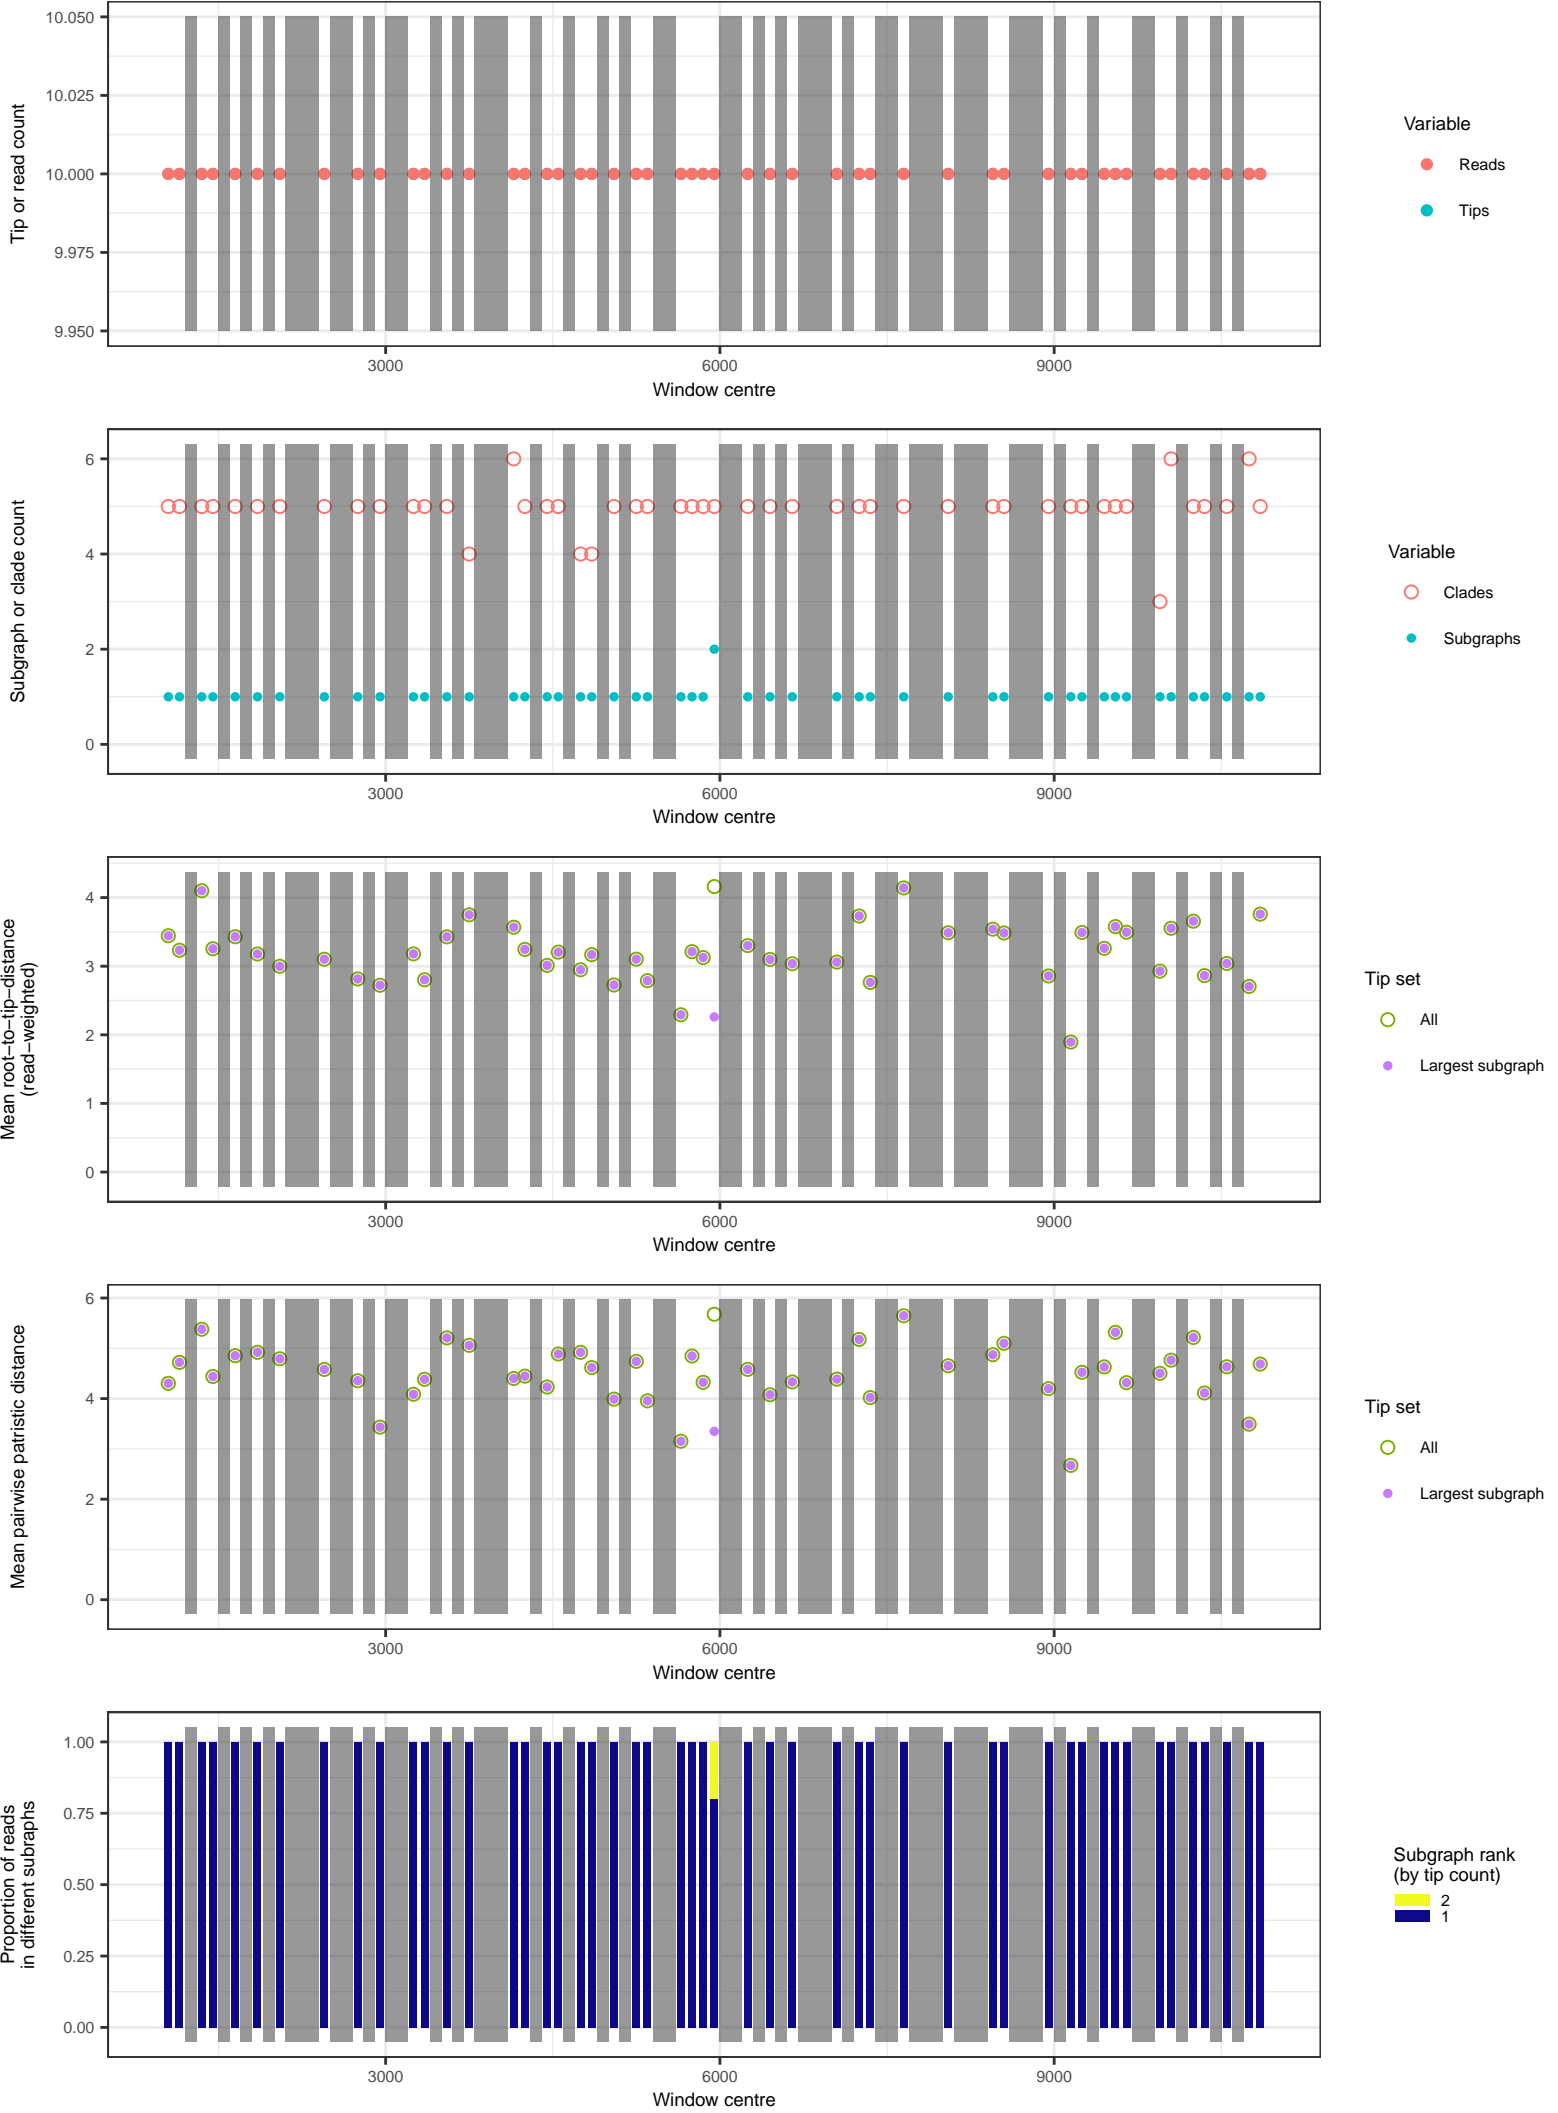 10.050
10.025
10.000
9.975
9.950
Tip or read count
3000
6000
9000
Window centre
Variable
Reads
Tips
6
4
2
0
Subgraph or clade count
3000
6000
9000
Window centre
Variable
Clades
Subgraphs
4
3
2
1
0
Mean root−to−tip−distance
(read−weighted)
3000
6000
9000
Window centre
Tip set
All
Largest subgraph
6
4
2
0
Mean pairwise patristic distance
3000
6000
9000
Window centre
Tip set
All
Largest subgraph
1.00
0.75
0.50
0.25
0.00
Proportion of reads
in different subraphs
3000
6000
9000
Window centre
Subgraph rank
(by tip count)
2
1